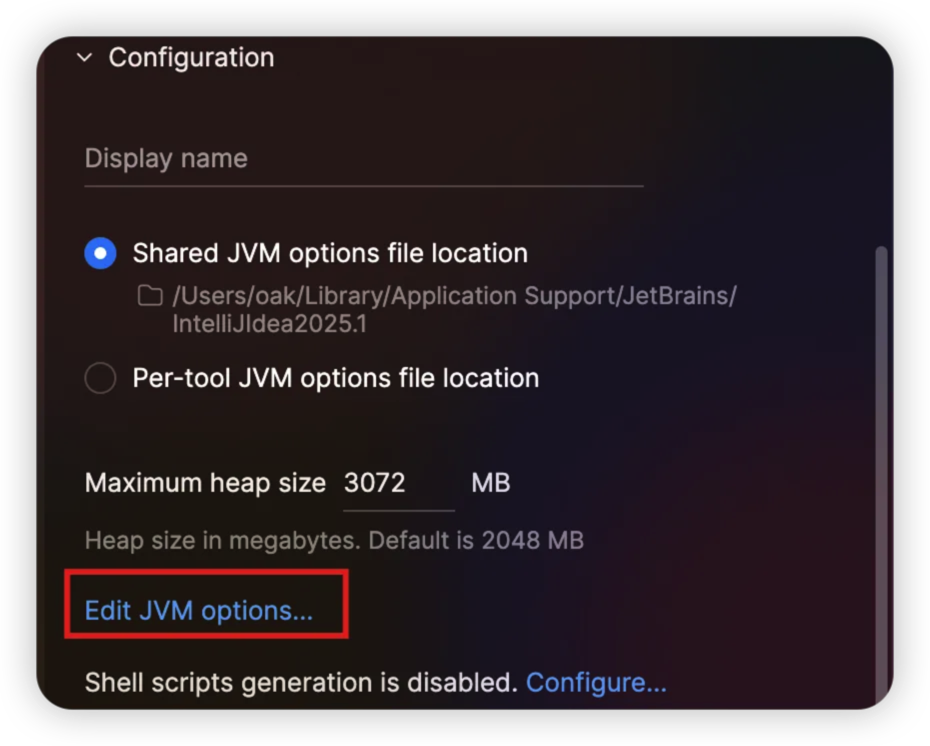 Configuration
Display name
Shared JVM options file location
/Users/oak/Library/Application Support/JetBrains/
IntelliJIdea2025.1
Per-tool JVM options file location
Maximum heap size 3072 MB
Heap size in megabytes. Default is 2048 MB
Edit JVM options...
Shell scripts generation is disabled. Configure...